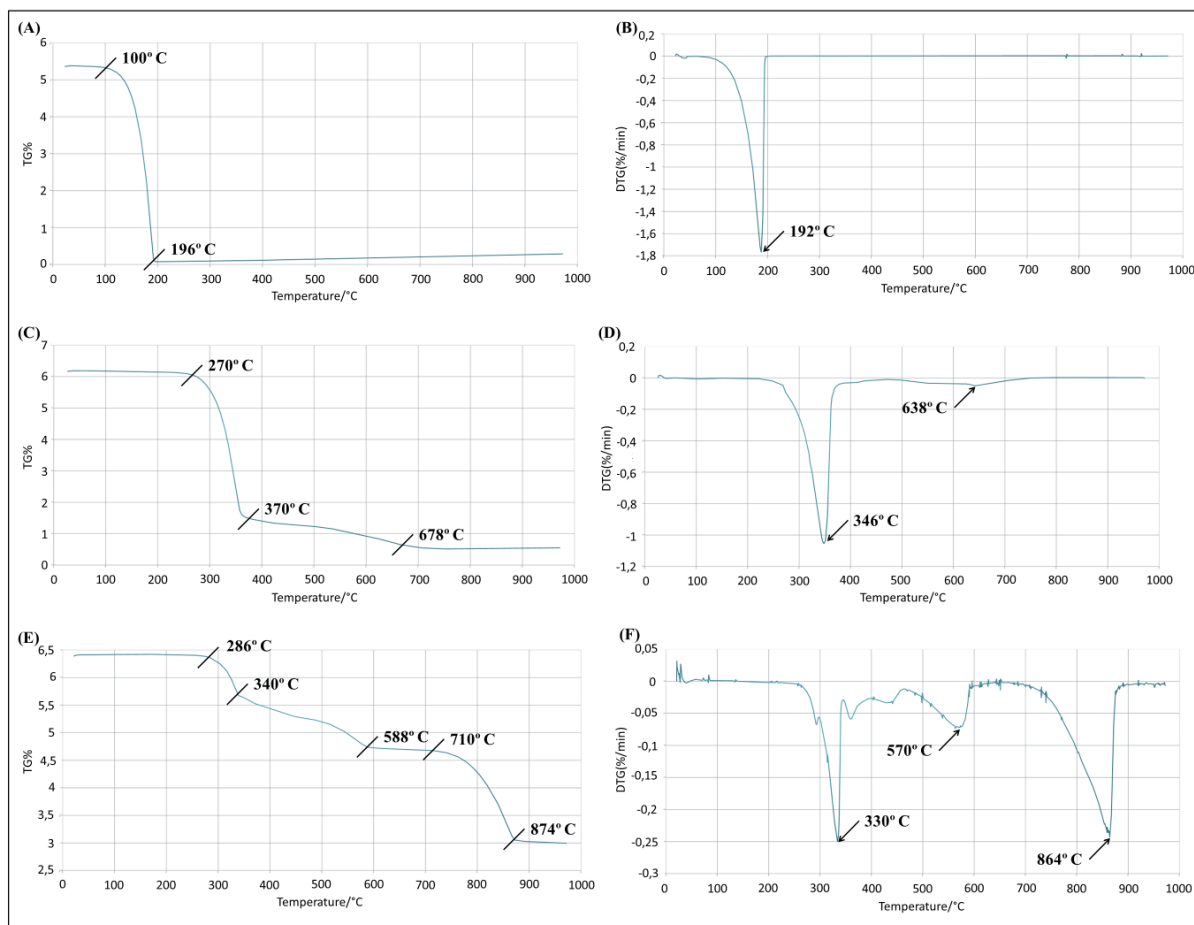 (A)
6
5
4
3
2
1
0
TG%
100º C
196º C
0 100 200 300 400 500 600 700 800 900 1000
Temperature/°C
(B)
0,2
0
-0,2
-0,4
-0,6
-0,8
-1
-1,2
-1,4
-1,6
-1,8
DTG(%/min)
192º C
0 100 200 300 400 500 600 700 800 900 1000
Temperature/°C
(C)
7
6
5
4
3
2
1
0
TG%
270º C
370º C
678º C
0 100 200 300 400 500 600 700 800 900 1000
Temperature/°C
(D)
0,2
0
-0,2
-0,4
-0,6
-0,8
-1
-1,2
DTG(%/min)
638º C
346º C
0 100 200 300 400 500 600 700 800 900 1000
Temperature/°C
(E)
6,5
6
5,5
5
4,5
4
3,5
3
2,5
TG%
286º C
340º C
588º C 710º C
874º C
0 100 200 300 400 500 600 700 800 900 1000
Temperature/°C
(F)
0,05
0
-0,05
-0,1
-0,15
-0,2
-0,25
-0,3
DTG(%/min)
570º C
330º C
864º C
0 100 200 300 400 500 600 700 800 900 1000
Temperature/°C